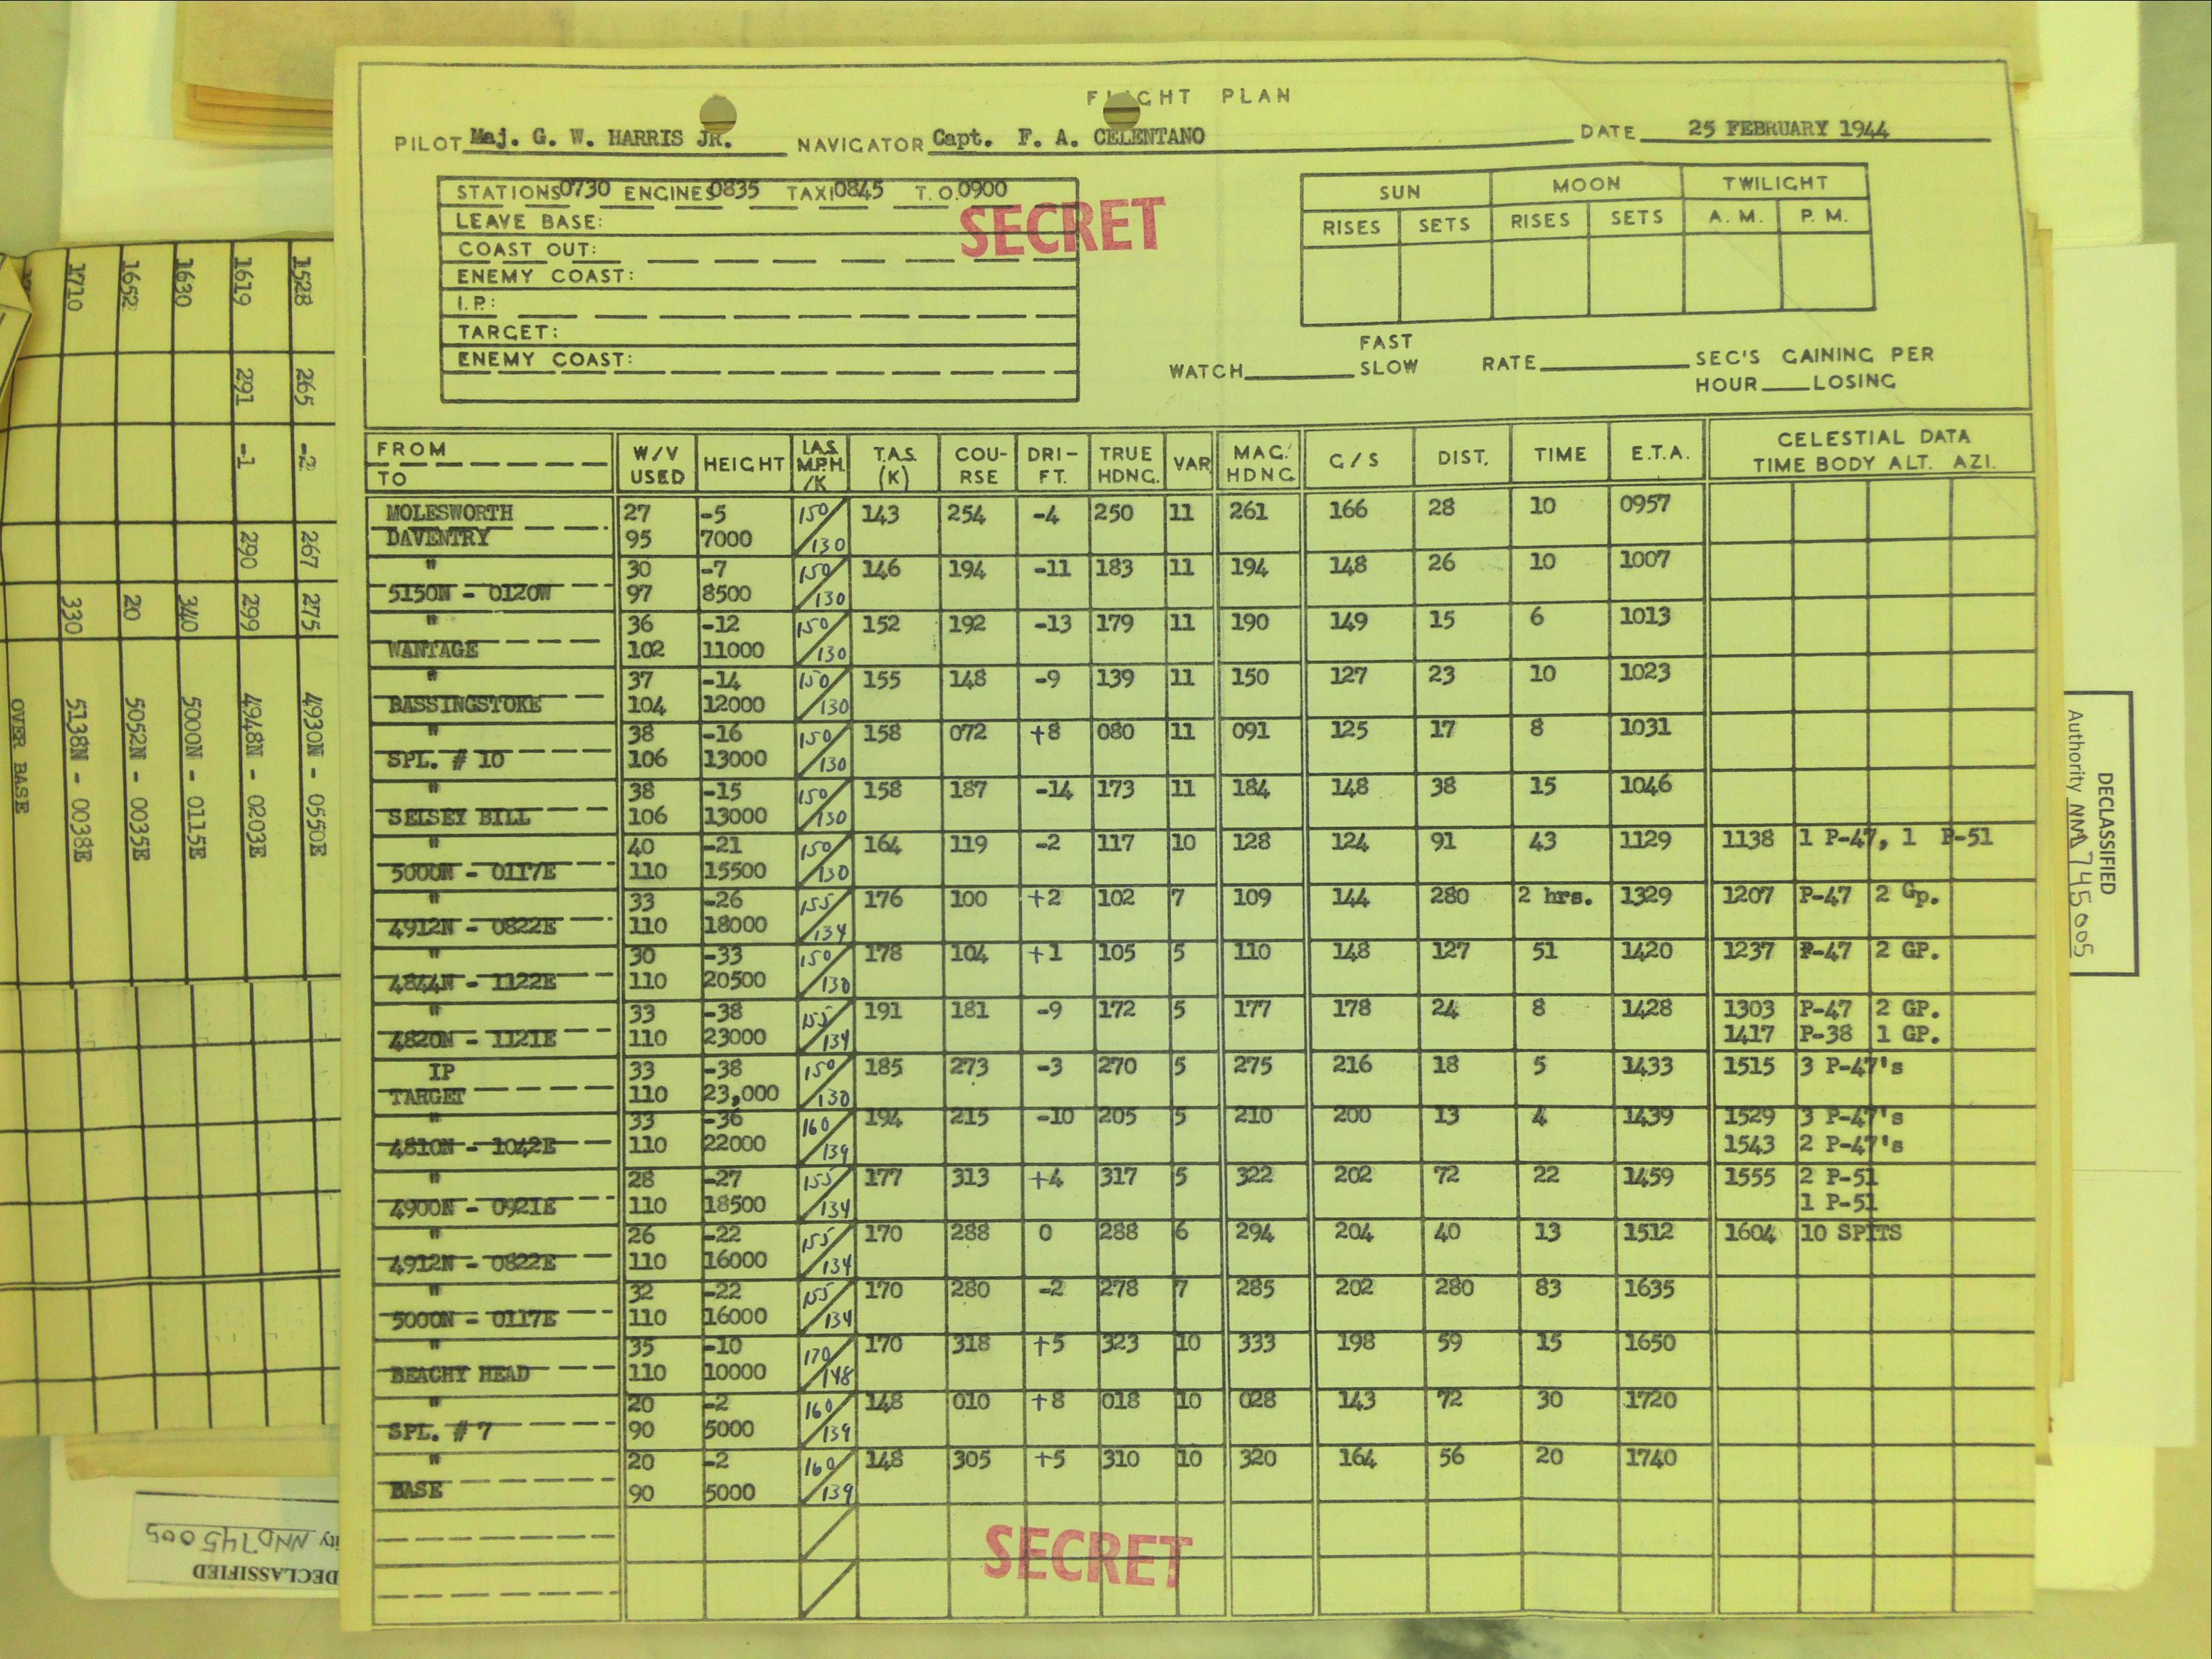 FLIGHT PLAN
PILOT Maj. G. W. HARRIS JR. NAVIGATOR Capt. F. A. CELENTANO DATE 25 FEBRUARY 1944
STATIONS 0730 ENGINES 0835 TAXI 0845 T.O. 0900
LEAVE BASE:
COAST OUT:
ENEMY COAST:
I.P.:
TARGET:
ENEMY COAST:
SECRET
SUN MOON TWILIGHT
RISES SETS RISES SETS A. M. P. M.
WATCH FAST SLOW RATE SEC'S GAINING PER
HOUR LOSING
FROM TO W/V USED HEIGHT I.A.S. M.P.H. /K T.A.S. (K) COU-RSE DRI-FT. TRUE HDNG. VAR MAG. HDNG G/S DIST. TIME E.T.A. CELESTIAL DATA TIME BODY ALT. AZI.
MOLESWORTH 27 -5 150 143 254 -4 250 11 261 166 28 10 0957
DAVENTRY 95 7000 130
" 30 -7 150 146 194 -11 183 11 194 148 26 10 1007
5150N - 0120W 97 8500 130
" 36 -12 150 152 192 -13 179 11 190 149 15 6 1013
WANTAGE 102 11000 130
" 37 -14 150 155 148 -9 139 11 150 127 23 10 1023
BASSINGSTOKE 104 12000 130
" 38 -16 150 158 072 +8 080 11 091 125 17 8 1031
SPL. # 10 106 13000 130
" 38 -15 150 158 187 -14 173 11 184 148 38 15 1046
SELSEY BILL 106 13000 130
" 40 -21 150 164 119 -2 117 10 128 124 91 43 1129 1138 1 P-47, 1 P-51
5000N - 0117E 110 15500 130
" 33 -26 155 176 100 +2 102 7 109 144 280 2 hrs. 1329 1207 P-47 2 Gp.
4912N - 0822E 110 18000 134
" 30 -33 150 178 104 +1 105 5 110 148 127 51 1420 1237 P-47 2 GP.
4844N - 1122E 110 20500 130
" 33 -38 155 191 181 -9 172 5 177 178 24 8 1428 1303 P-47 2 GP.
4820N - 1121E 110 23000 134 1417 P-38 1 GP.
IP 33 -38 150 185 273 -3 270 5 275 216 18 5 1433 1515 3 P-47's
TARGET 110 23,000 130
" 33 -36 160 194 215 -10 205 5 210 200 13 4 1439 1529 3 P-47's
4810N - 1042E 110 22000 139 1543 2 P-47's
" 28 -27 155 177 313 +4 317 5 322 202 72 22 1459 1555 2 P-51
4900N - 0921E 110 18500 134 1 P-51
" 26 -22 155 170 288 0 288 6 294 204 40 13 1512 1604 10 SPITS
4912N - 0822E 110 16000 134
" 32 -22 155 170 280 -2 278 7 285 202 280 83 1635
5000N - 0117E 110 16000 134
" 35 -10 170 170 318 +5 323 10 333 198 59 15 1650
BEACHY HEAD 110 10000 148
" 20 -2 160 148 010 +8 018 10 028 143 72 30 1720
SPL. # 7 90 5000 139
" 20 -2 160 148 305 +5 310 10 320 164 56 20 1740
BASE 90 5000 139
SECRET
1528 265 -2 267 275 4930N - 0550E
1619 291 -1 290 299 4948N - 0203E
1630 340 5000N - 0115E
1652 20 5052N - 0035E
1710 330 5138N - 0038E
OVER BASE
DECLASSIFIED
Authority NND 745005
DECLASSIFIED
ity NND745005